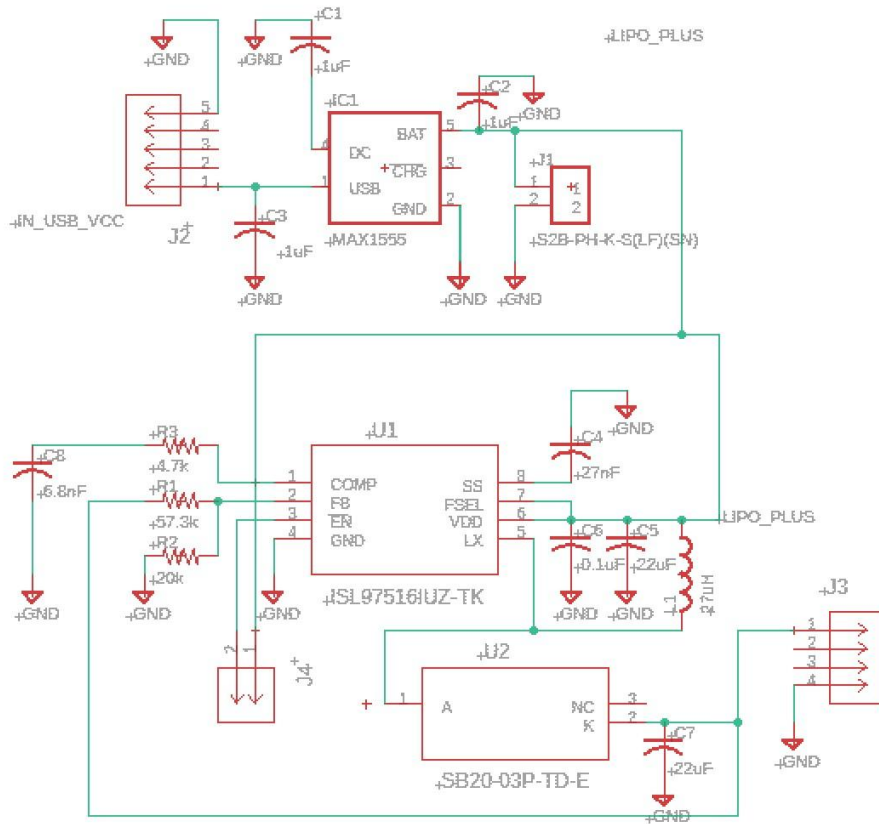 C1
LIPO_PLUS
GND
GND
1uF
C2
GND
IC1
1uF
5
4
3
2
1
4
DC
BAT
5
J1
CHG
3
1
1
USB
1
2
2
GND
2
IN_USB_VCC
J2
C3
1uF
MAX1555
S2B-PH-K-S(LF)(SN)
GND
GND
GND
GND
R3
U1
C4
C8
4.7k
27nF
1
COMP
SS
8
6.8nF
R1
2
FB
FSEL
7
57.3k
3
EN
VDD
6
LIPO_PLUS
4
GND
LX
5
R2
C6
C5
20k
0.1uF
22uF
L1
27uH
J3
GND
GND
GND
ISL97516IUZ-TK
GND
GND
1
2
3
4
2
1
J4
U2
1
A
NC
3
K
2
C7
GND
22uF
SB20-03P-TD-E
GND